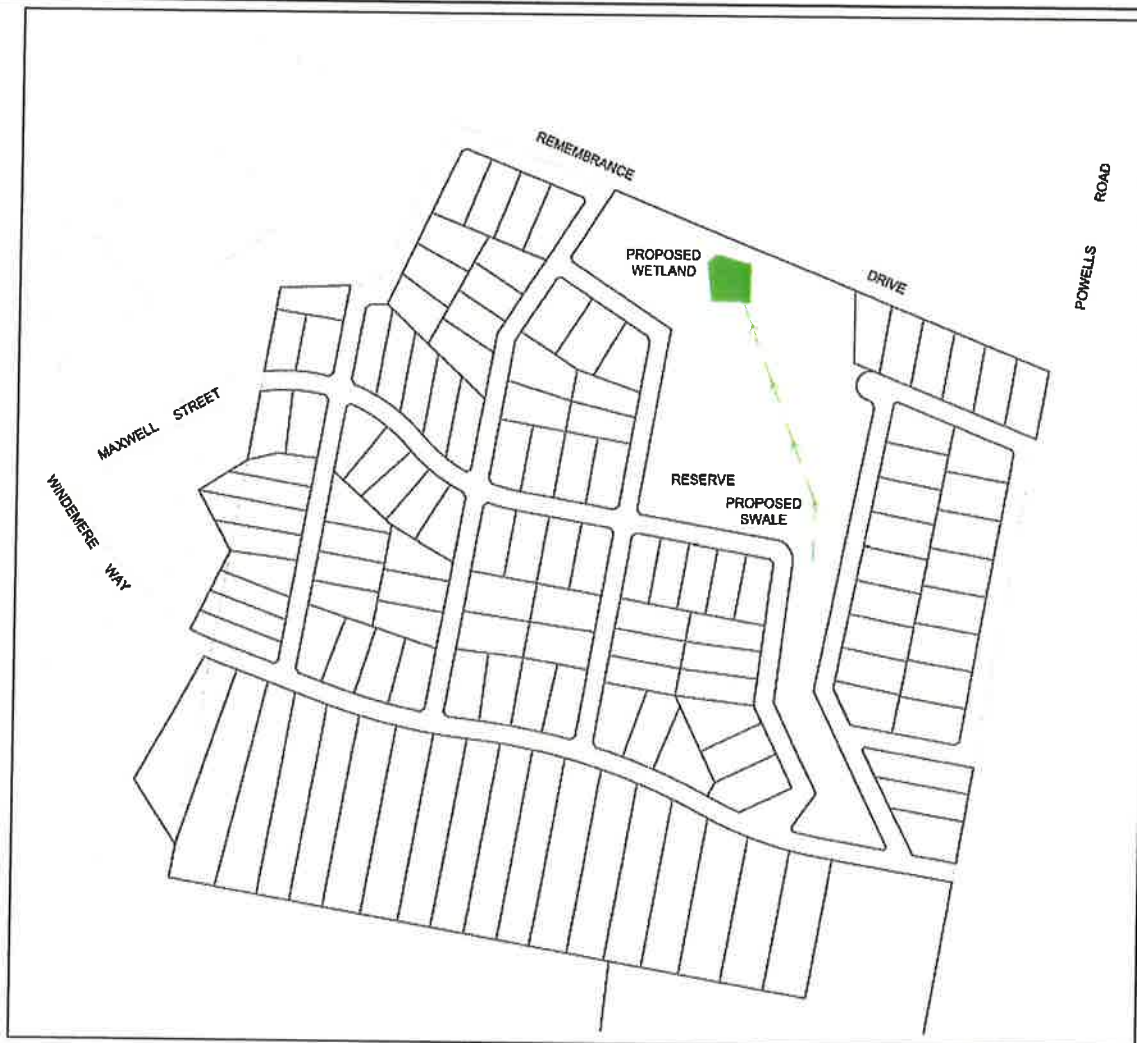 REMEMBRANCE
ROAD
POWELLS
PROPOSED
WETLAND
DRIVE
MAXWELL STREET
WINDEMERE WAY
RESERVE
PROPOSED
SWALE